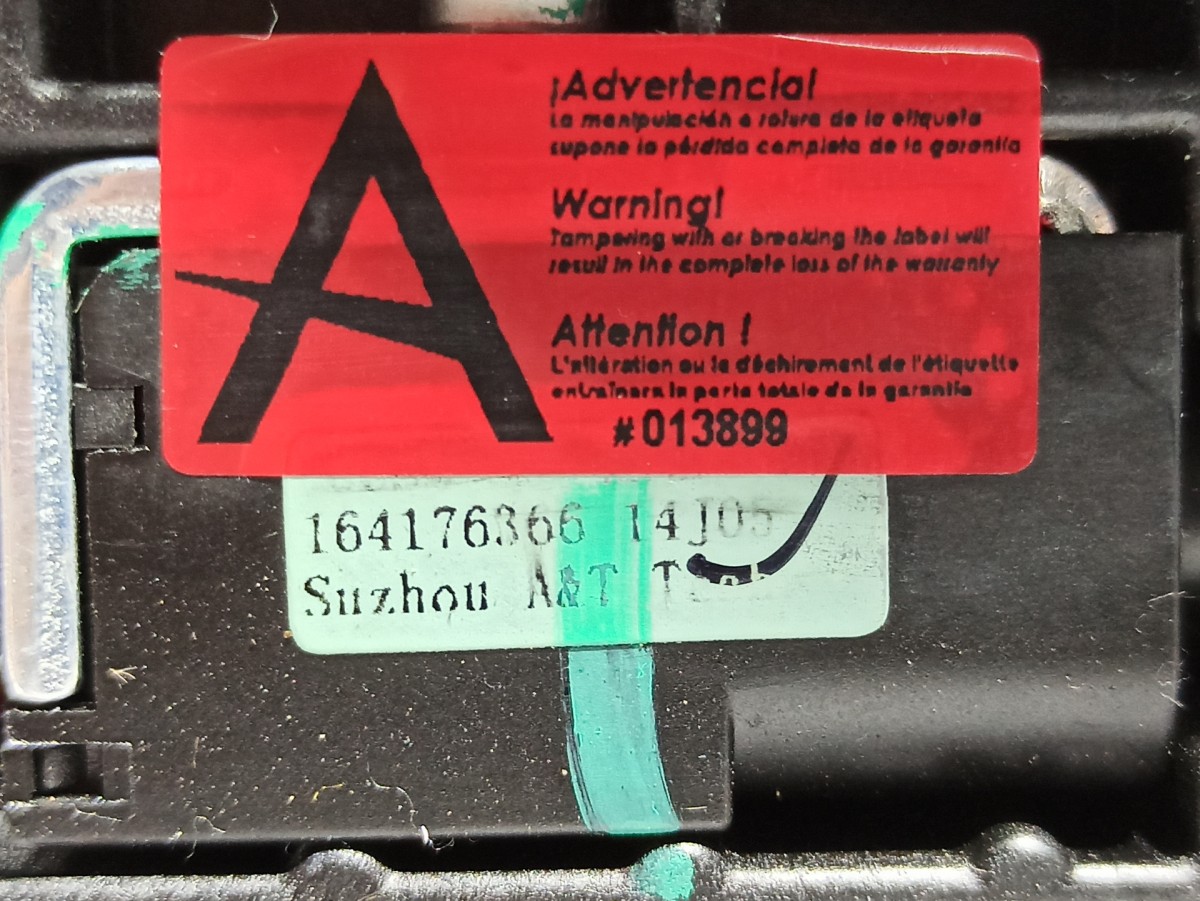 A
¡Advertencia!
La manipulación o rotura de la etiqueta
supone la pérdida completa de la garantía
Warning!
Tampering with or breaking the label will
result in the complete loss of the warranty
Attention !
L'altération ou le déchirement de l'étiquette
entraînera la perte totale de la garantie
#013899
164176366 14J05
Suzhou A&T